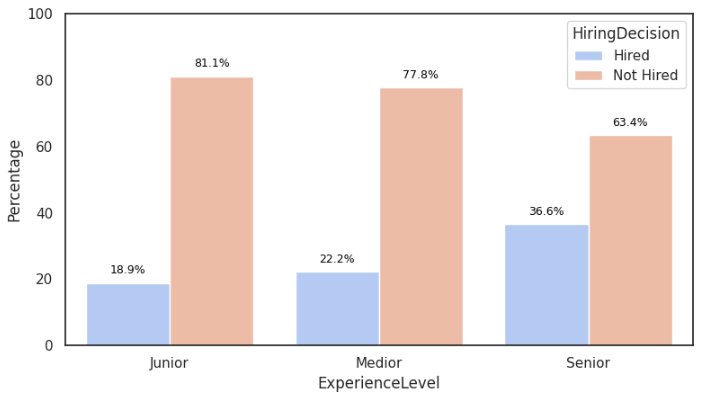 100
80
60
40
20
0
Percentage
HiringDecision
Hired
Not Hired
18.9%
81.1%
22.2%
77.8%
36.6%
63.4%
Junior
Medior
Senior
ExperienceLevel